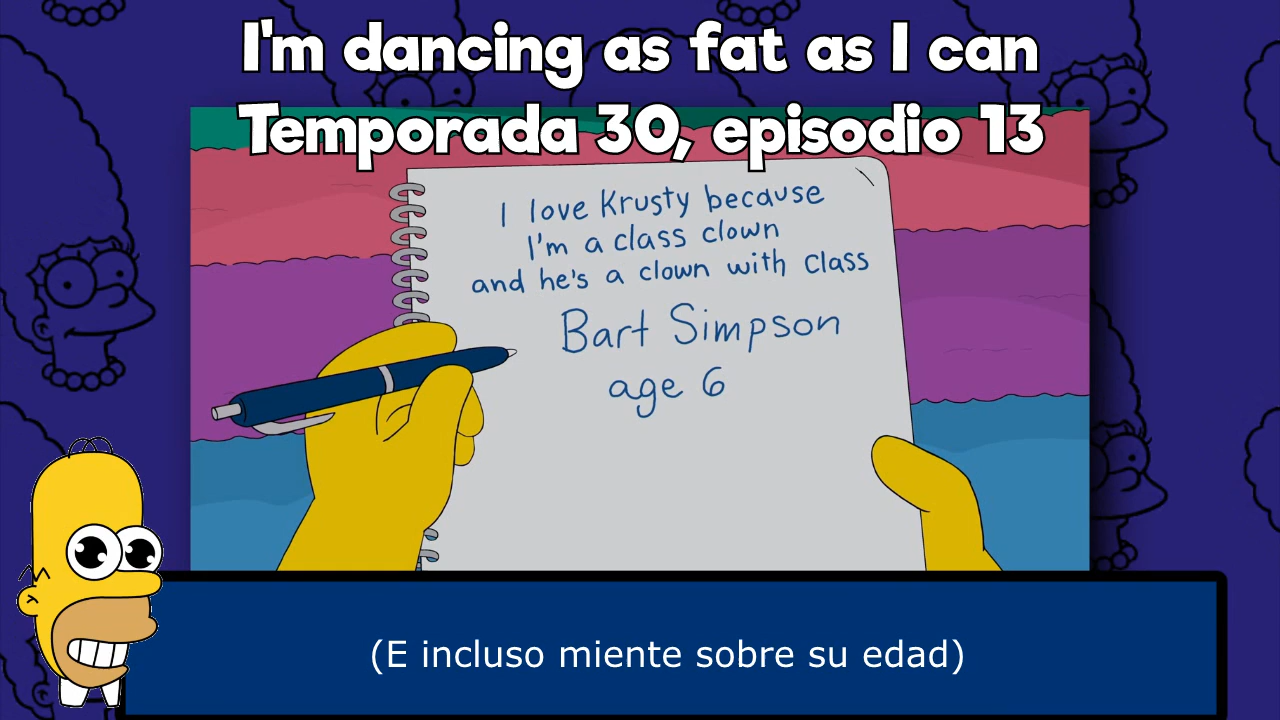 I'm dancing as fat as I can
Temporada 30, episodio 13
I love Krusty because
I'm a class clown
and he's a clown with class
Bart Simpson
age 6
(E incluso miente sobre su edad)